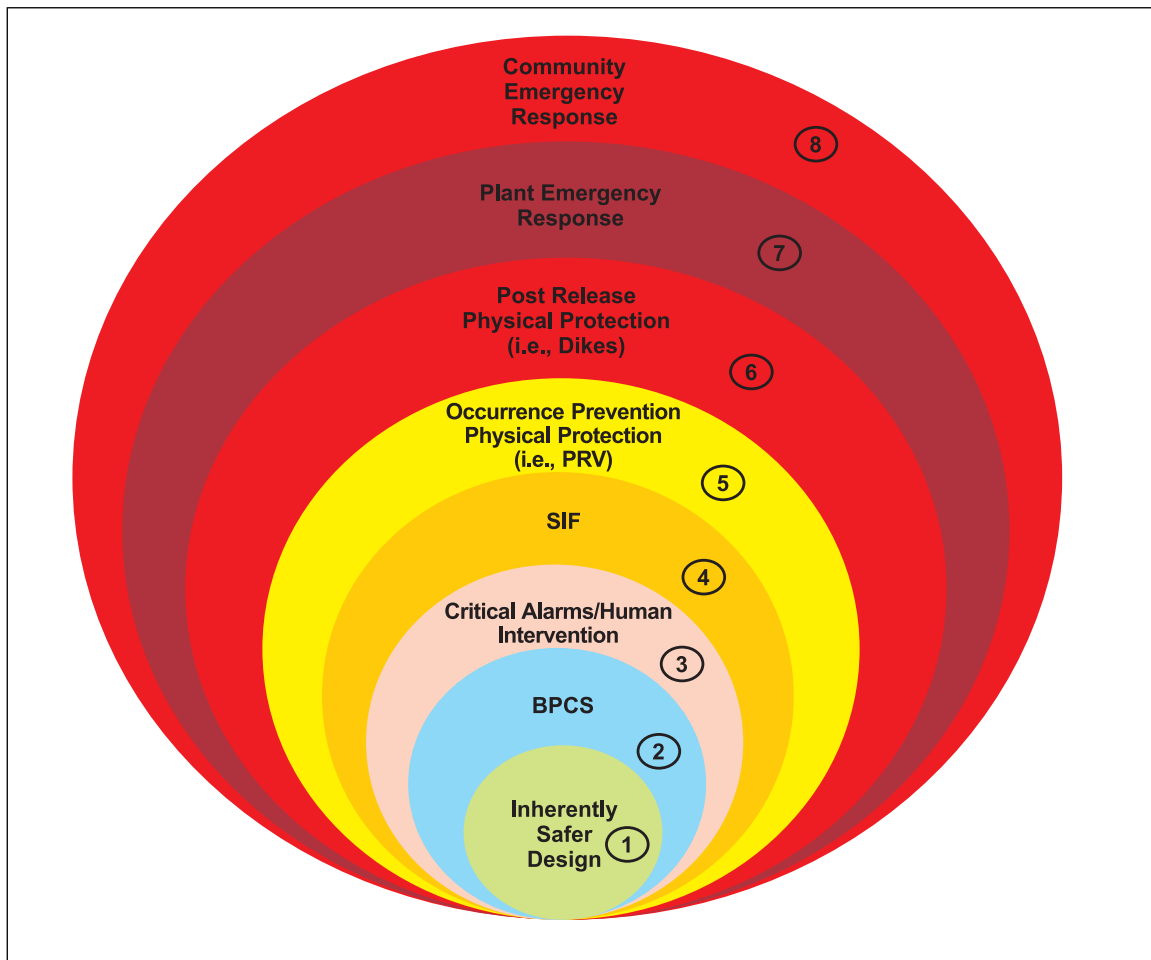 Community
Emergency
Response
8
Plant Emergency
Response
7
Post Release
Physical Protection
(i.e., Dikes)
6
Occurrence Prevention
Physical Protection
(i.e., PRV)
5
SIF
4
Critical Alarms/Human
Intervention
3
BPCS
2
Inherently
Safer
Design
1